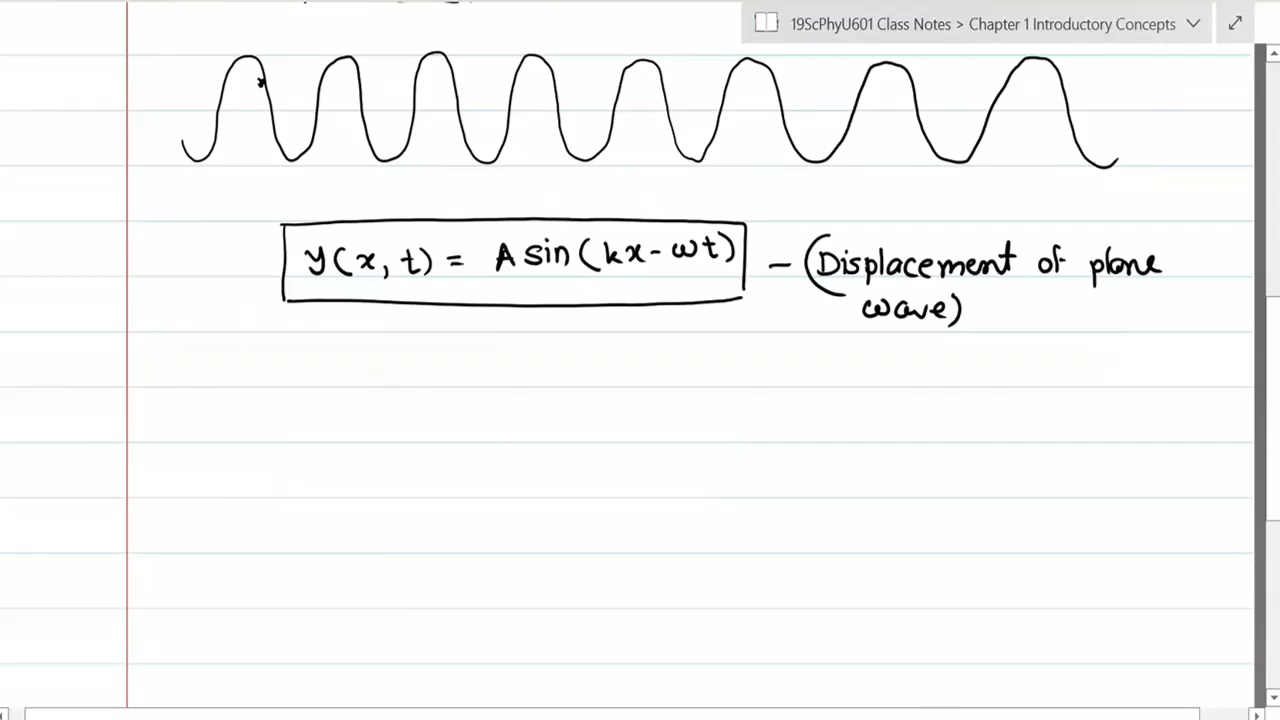 19ScPhyU601 Class Notes > Chapter 1 Introductory Concepts
y(x, t) = A sin(kx - ωt) - (Displacement of plane
wave)